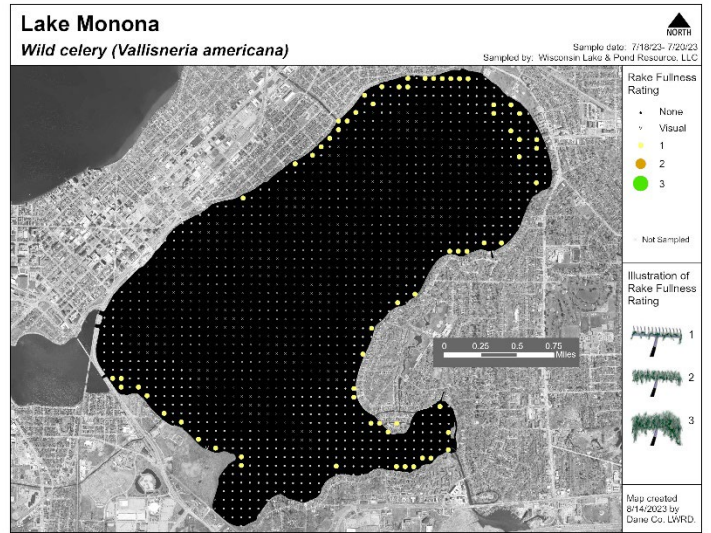 Lake Monona
Wild celery (Vallisneria americana)
NORTH
Sample date: 7/18/23- 7/20/23
Sampled by: Wisconsin Lake & Pond Resource, LLC
Rake Fullness
Rating
None
Visual
1
2
3
Not Sampled
Illustration of
Rake Fullness
Rating
1
2
3
0 0.25 0.5 0.75
Miles
Map created
8/14/2023 by
Dane Co. LWRD.